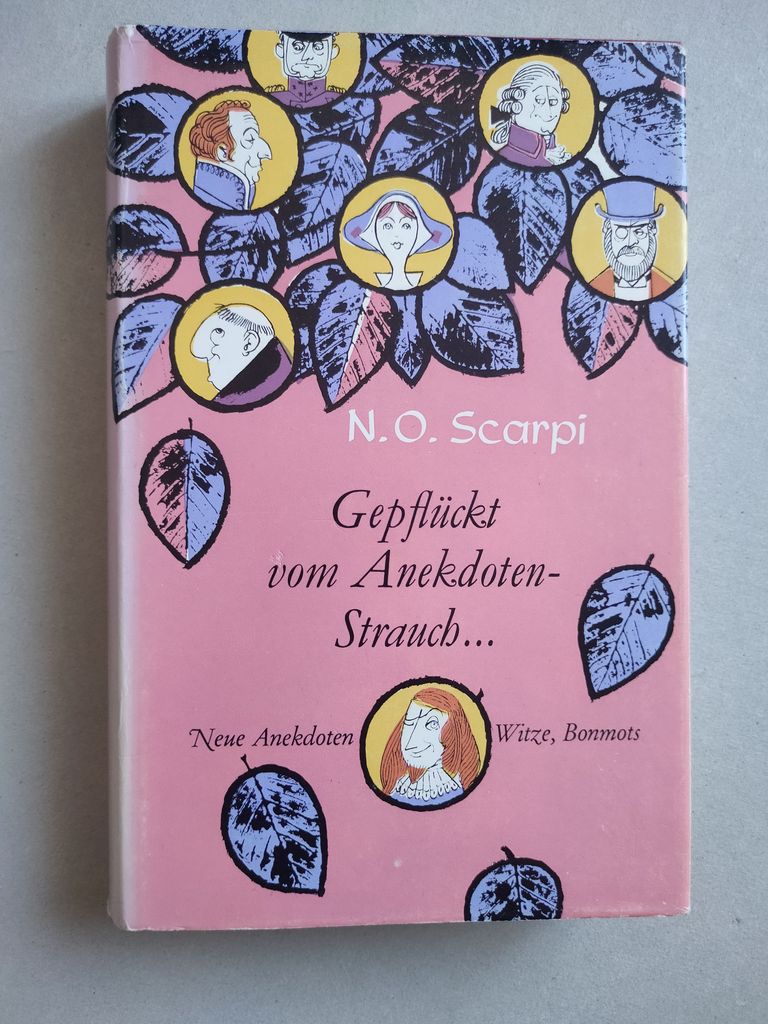 N. O. Scarpi
Gepflückt
vom Anekdoten-
Strauch...
Neue Anekdoten Witze, Bonmots